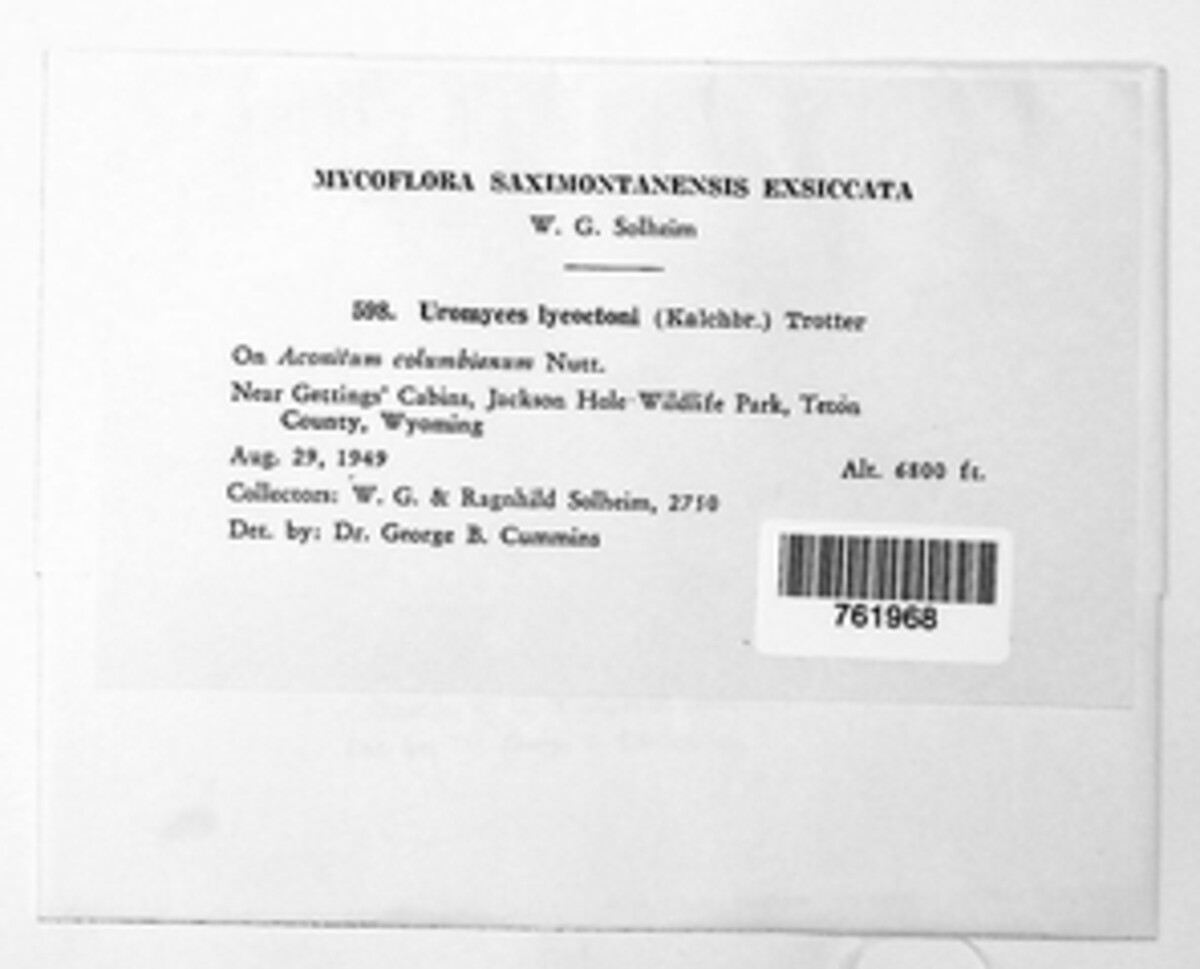 MYCOFLORA SAXIMONTANENSIS EXSICCATA
W. G. Solheim
598. Uromyces lycoctoni (Kalchbr.) Trotter
On Aconitum columbianum Nutt.
Near Gettings' Cabins, Jackson Hole Wildlife Park, Teton
County, Wyoming
Aug. 29, 1949 Alt. 6800 ft.
Collectors: W. G. & Ragnhild Solheim, 2750
Det. by: Dr. George B. Cummins
761968